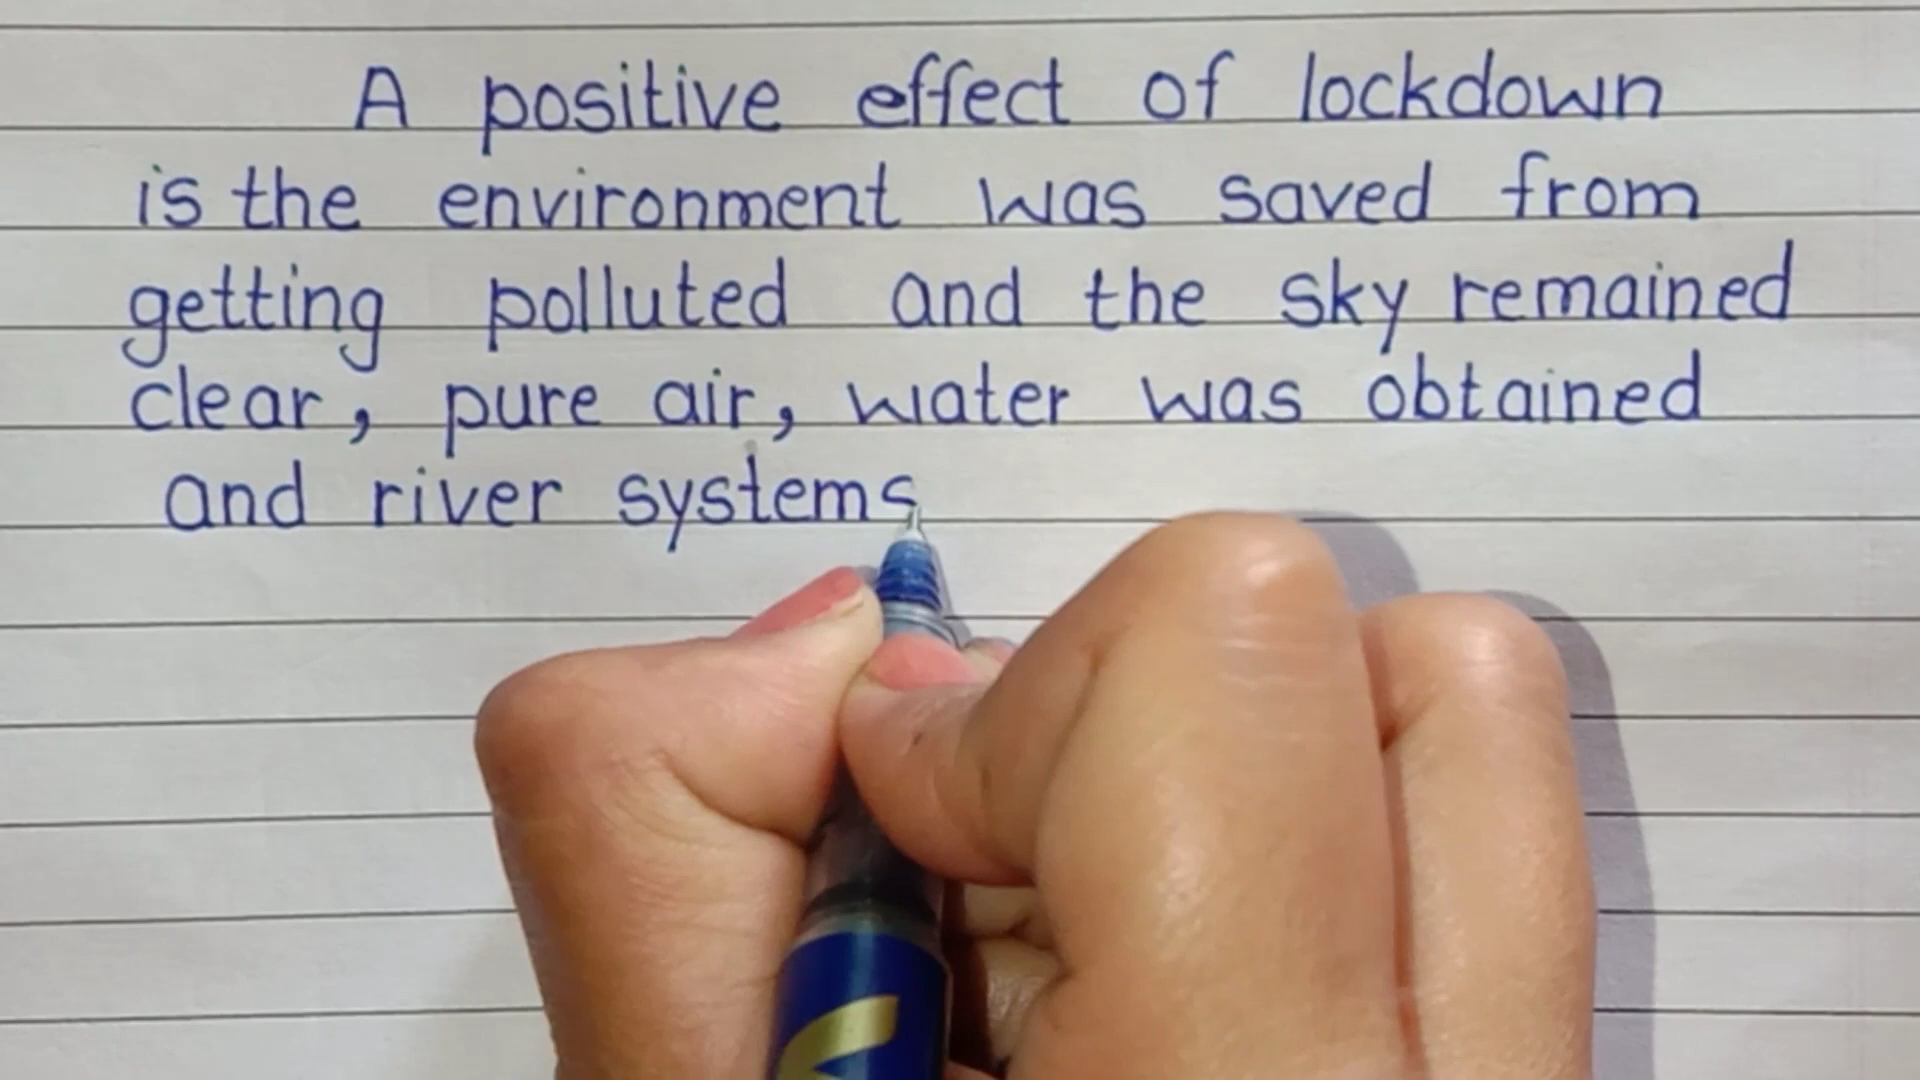 A positive effect of lockdown
is the environment was saved from
getting polluted and the sky remained
clear, pure air, water was obtained
and river systems